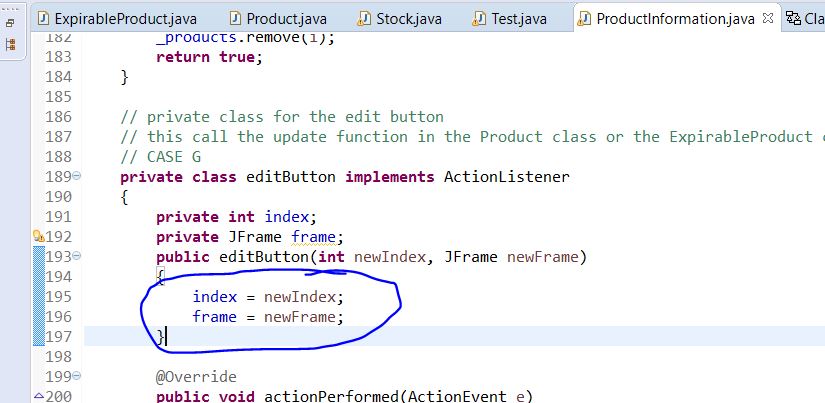 ExpirableProduct.java Product.java Stock.java Test.java ProductInformation.java Cla
182 _products.remove(i);
183 return true;
184 }
185
186 // private class for the edit button
187 // this call the update function in the Product class or the ExpirableProduct c
188 // CASE G
189 private class editButton implements ActionListener
190 {
191 private int index;
192 private JFrame frame;
193 public editButton(int newIndex, JFrame newFrame)
194 {
195 index = newIndex;
196 frame = newFrame;
197 }
198
199 @Override
200 public void actionPerformed(ActionEvent e)